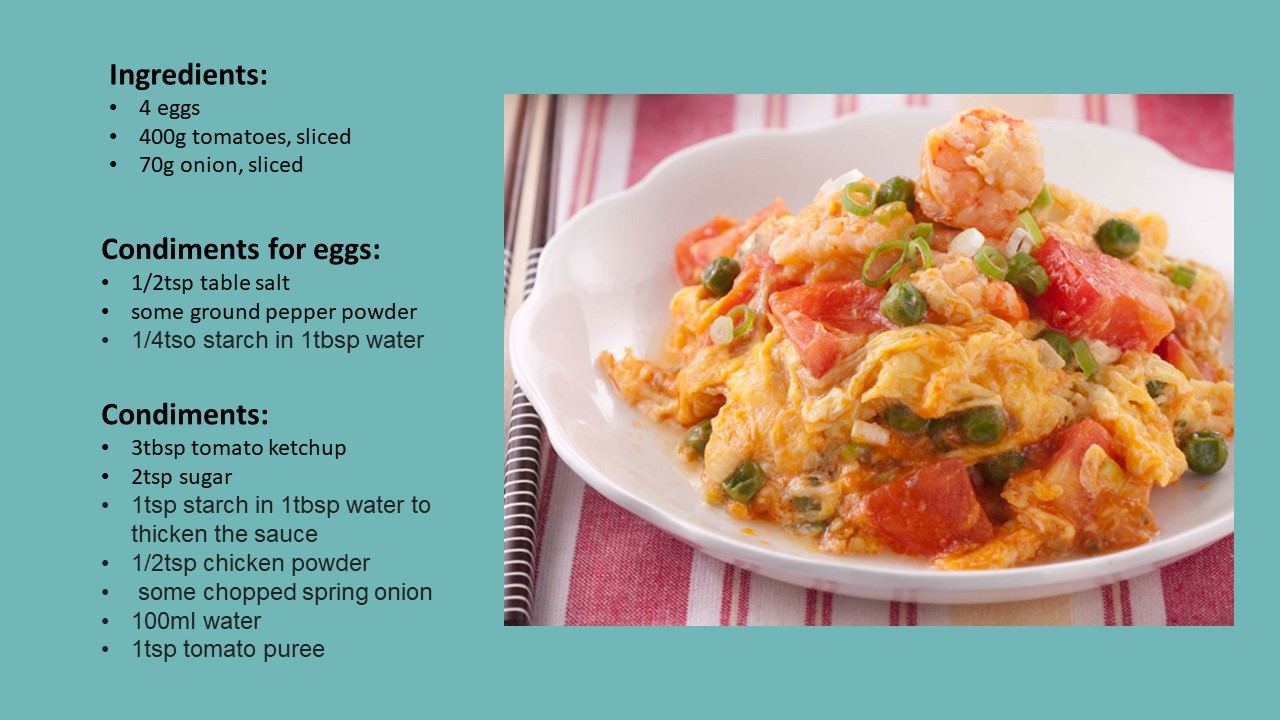 Ingredients:
• 4 eggs
• 400g tomatoes, sliced
• 70g onion, sliced
Condiments for eggs:
• 1/2tsp table salt
• some ground pepper powder
• 1/4tso starch in 1tbsp water
Condiments:
• 3tbsp tomato ketchup
• 2tsp sugar
• 1tsp starch in 1tbsp water to
thicken the sauce
• 1/2tsp chicken powder
• some chopped spring onion
• 100ml water
• 1tsp tomato puree